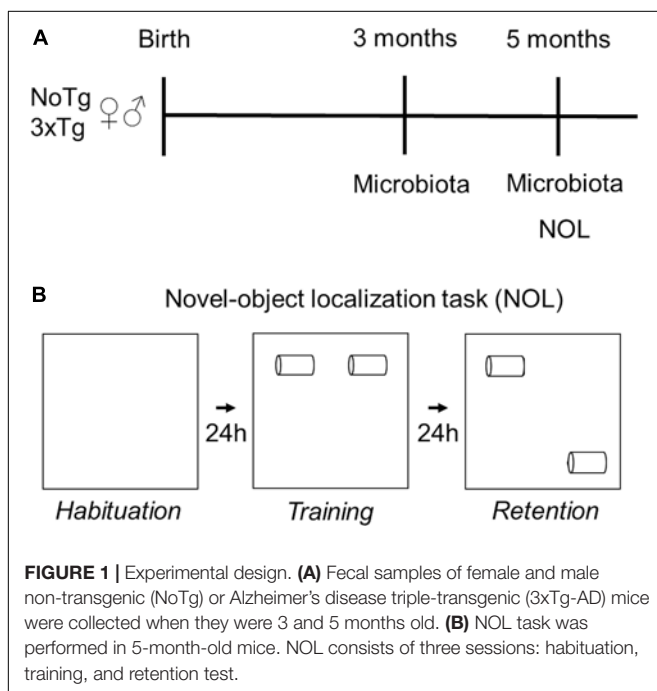 A
Birth 3 months 5 months
NoTg ♀♂
3xTg
Microbiota Microbiota
NOL
B
Novel-object localization task (NOL)
24h 24h
Habituation Training Retention
FIGURE 1 | Experimental design. (A) Fecal samples of female and male
non-transgenic (NoTg) or Alzheimer's disease triple-transgenic (3xTg-AD) mice
were collected when they were 3 and 5 months old. (B) NOL task was
performed in 5-month-old mice. NOL consists of three sessions: habituation,
training, and retention test.